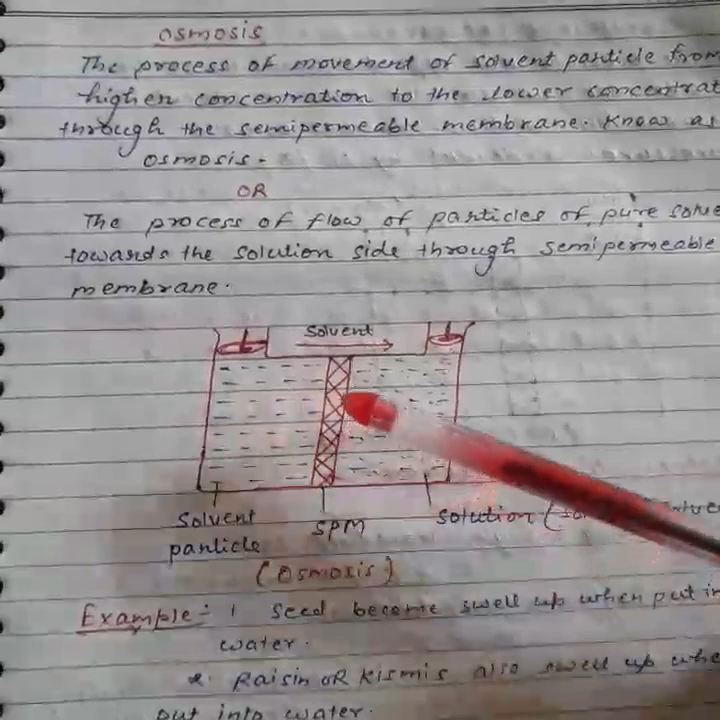 OSMOSIS
The process of movement of solvent particle from
higher concentration to the lower concentrat
through the semipermeable membrane. Know as
osmosis.
OR
The process of flow of particles of pure solve
towards the solution side through semipermeable
membrane.
Solvent
Solvent
particle
SPM
Solution (
(Osmosis)
Example:- 1 Seed become swell up when put in
water.
2. Raisin OR Kismis also swell up whe
put into water.